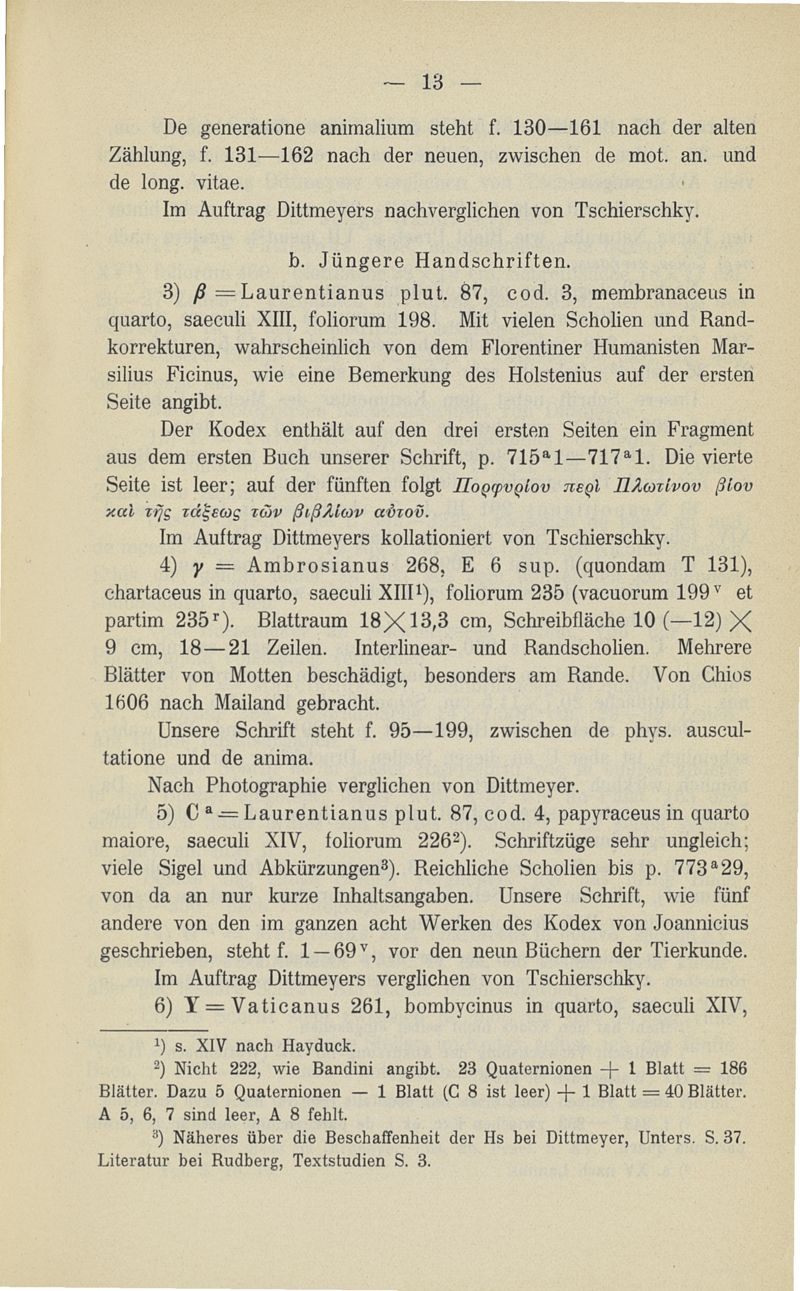 — 13 —
De generatione animalium steht f. 130—161 nach der alten
Zählung, f. 131—162 nach der neuen, zwischen de mot. an. und
de long. vitae.
Im Auftrag Dittmeyers nachverglichen von Tschierschky.
b. Jüngere Handschriften.
3) β = Laurentianus plut. 87, cod. 3, membranaceus in
quarto, saeculi XIII, foliorum 198. Mit vielen Scholien und Rand-
korrekturen, wahrscheinlich von dem Florentiner Humanisten Mar-
silius Ficinus, wie eine Bemerkung des Holstenius auf der ersten
Seite angibt.
Der Kodex enthält auf den drei ersten Seiten ein Fragment
aus dem ersten Buch unserer Schrift, p. 715ᵃ1—717ᵃ1. Die vierte
Seite ist leer; auf der fünften folgt Πορφυρίου περὶ Πλωτίνου βίου
καὶ τῆς τάξεως τῶν βιβλίων αὐτοῦ.
Im Auftrag Dittmeyers kollationiert von Tschierschky.
4) γ = Ambrosianus 268, E 6 sup. (quondam T 131),
chartaceus in quarto, saeculi XIII¹), foliorum 235 (vacuorum 199ᵛ et
partim 235ʳ). Blattraum 18×13,3 cm, Schreibfläche 10 (—12) ×
9 cm, 18—21 Zeilen. Interlinear- und Randscholien. Mehrere
Blätter von Motten beschädigt, besonders am Rande. Von Chios
1606 nach Mailand gebracht.
Unsere Schrift steht f. 95—199, zwischen de phys. auscul-
tatione und de anima.
Nach Photographie verglichen von Dittmeyer.
5) Cᵃ = Laurentianus plut. 87, cod. 4, papyraceus in quarto
maiore, saeculi XIV, foliorum 226²). Schriftzüge sehr ungleich;
viele Sigel und Abkürzungen³). Reichliche Scholien bis p. 773ᵃ29,
von da an nur kurze Inhaltsangaben. Unsere Schrift, wie fünf
andere von den im ganzen acht Werken des Kodex von Joannicius
geschrieben, steht f. 1—69ᵛ, vor den neun Büchern der Tierkunde.
Im Auftrag Dittmeyers verglichen von Tschierschky.
6) Y = Vaticanus 261, bombycinus in quarto, saeculi XIV,
¹) s. XIV nach Hayduck.
²) Nicht 222, wie Bandini angibt. 23 Quaternionen + 1 Blatt = 186
Blätter. Dazu 5 Quaternionen — 1 Blatt (C 8 ist leer) + 1 Blatt = 40 Blätter.
A 5, 6, 7 sind leer, A 8 fehlt.
³) Näheres über die Beschaffenheit der Hs bei Dittmeyer, Unters. S. 37.
Literatur bei Rudberg, Textstudien S. 3.